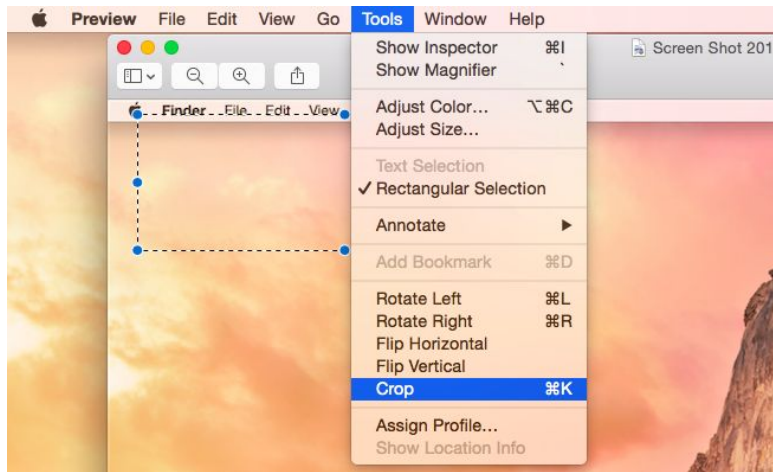 Preview File Edit View Go Tools Window Help
Screen Shot 201
Finder File Edit View
Show Inspector ⌘I
Show Magnifier `
Adjust Color... ⌥⌘C
Adjust Size...
Text Selection
✓ Rectangular Selection
Annotate ▶
Add Bookmark ⌘D
Rotate Left ⌘L
Rotate Right ⌘R
Flip Horizontal
Flip Vertical
Crop ⌘K
Assign Profile...
Show Location Info